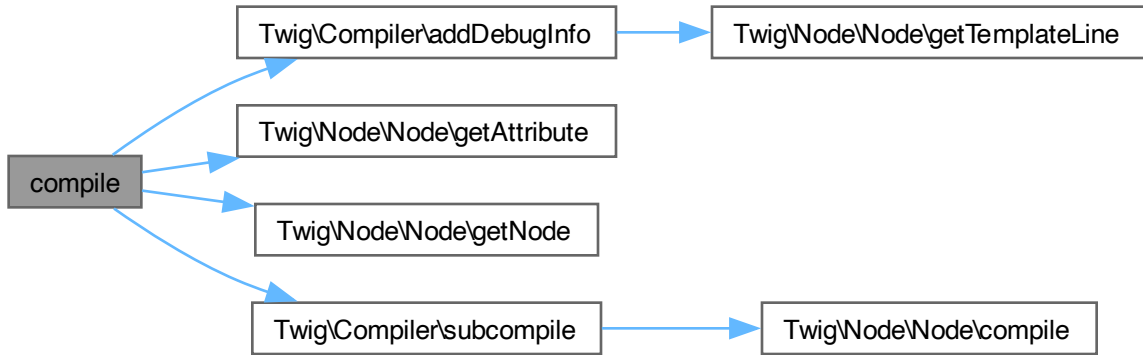 Twig\Compiler\addDebugInfo
Twig\Node\Node\getTemplateLine
Twig\Node\Node\getAttribute
compile
Twig\Node\Node\getNode
Twig\Compiler\subcompile
Twig\Node\Node\compile